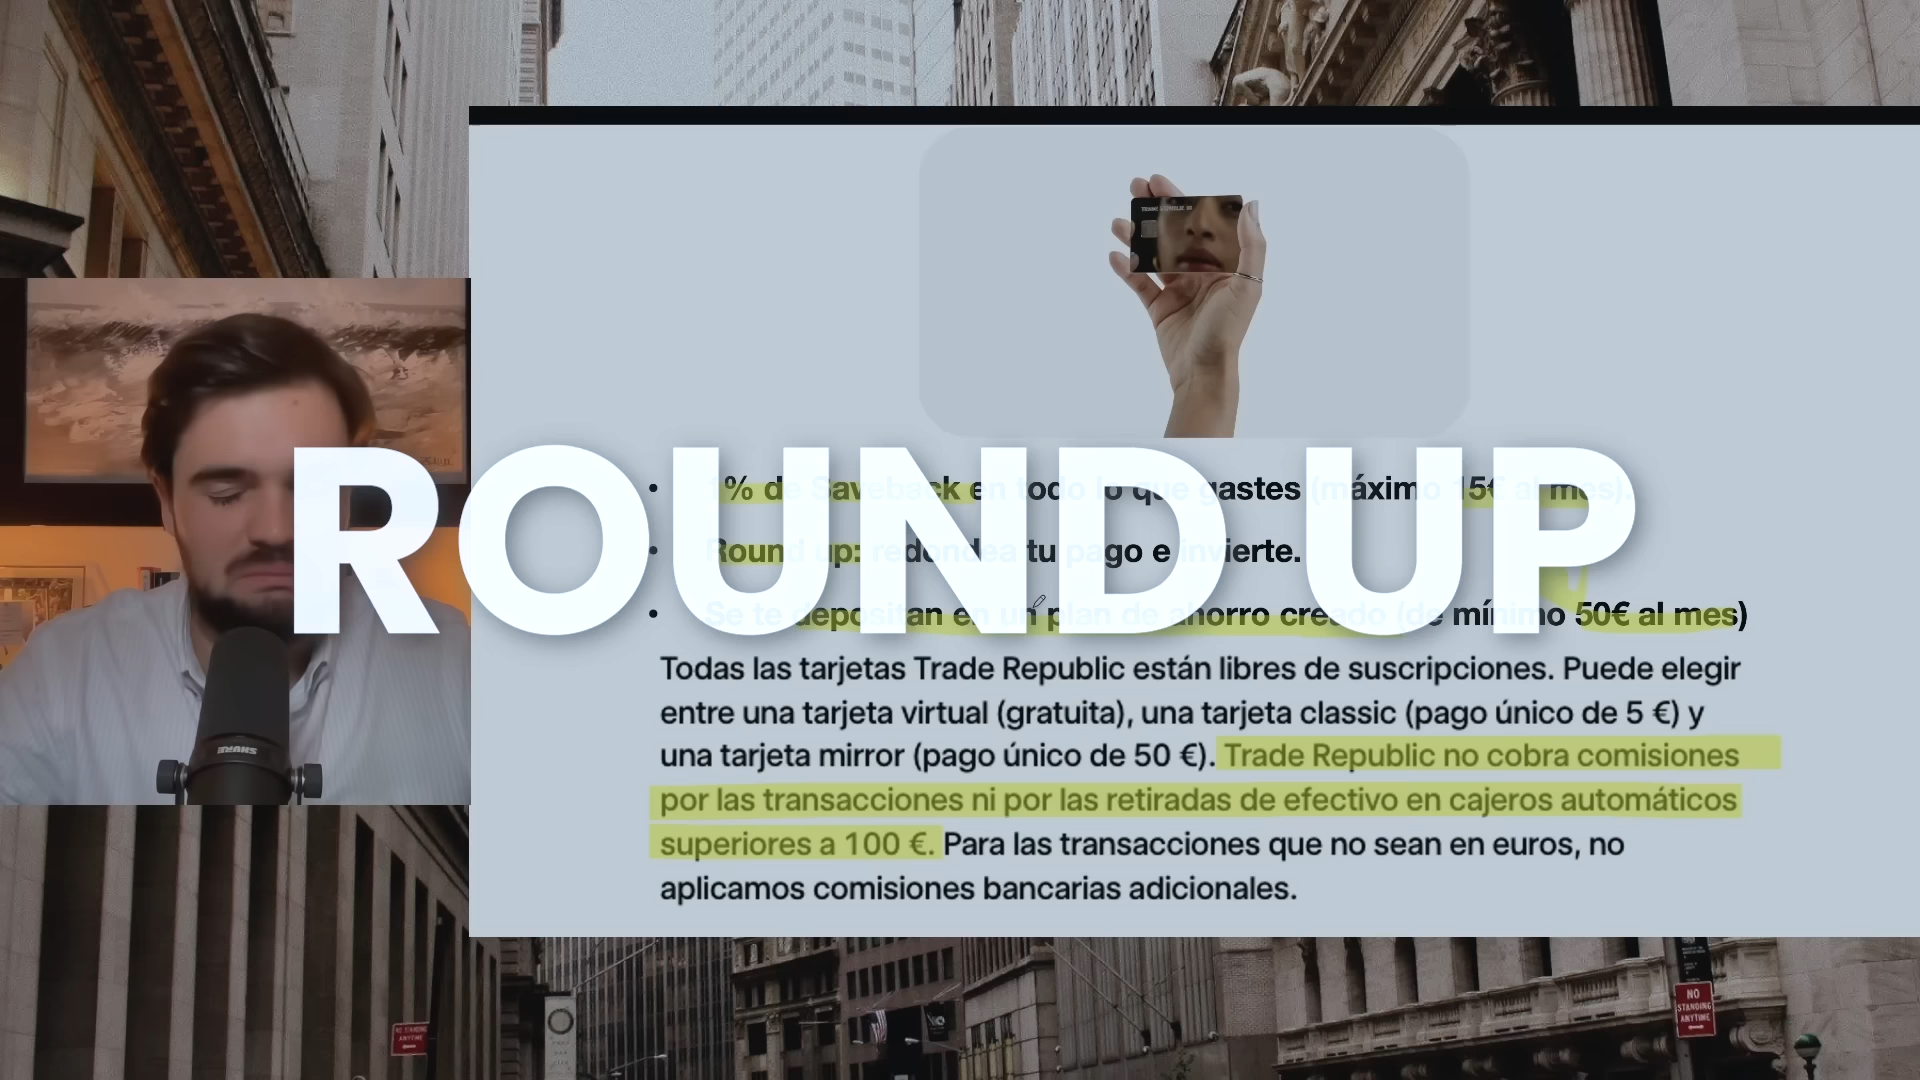 TRADE REPUBLIC
• 1% de Saveback en todo lo que gastes (máximo 15€ al mes).
• Round up: redondea tu pago e invierte.
• Se te depositan en un plan de ahorro creado (de mínimo 50€ al mes)
ROUND UP
Todas las tarjetas Trade Republic están libres de suscripciones. Puede elegir
entre una tarjeta virtual (gratuita), una tarjeta classic (pago único de 5 €) y
una tarjeta mirror (pago único de 50 €). Trade Republic no cobra comisiones
por las transacciones ni por las retiradas de efectivo en cajeros automáticos
superiores a 100 €. Para las transacciones que no sean en euros, no
aplicamos comisiones bancarias adicionales.
SHURE
NO STANDING ANYTIME
NO
STANDING
ANYTIME